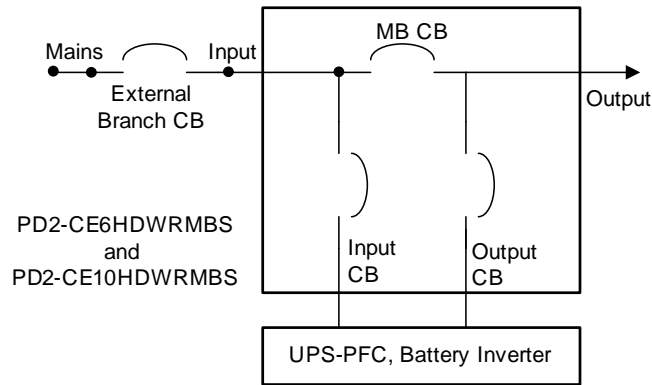 MB CB
Mains
Input
External
Branch CB
Output
PD2-CE6HDWRMBS
and
PD2-CE10HDWRMBS
Input
CB
Output
CB
UPS-PFC, Battery Inverter